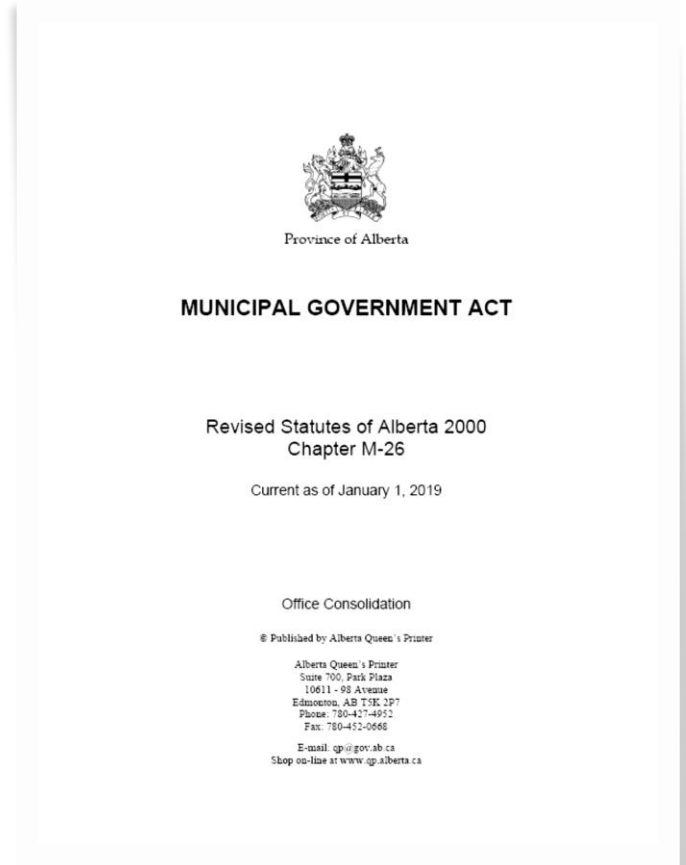 Province of Alberta
MUNICIPAL GOVERNMENT ACT
Revised Statutes of Alberta 2000
Chapter M-26
Current as of January 1, 2019
Office Consolidation
© Published by Alberta Queen's Printer
Alberta Queen's Printer
Suite 700, Park Plaza
10611 - 98 Avenue
Edmonton, AB T5K 2P7
Phone: 780-427-4952
Fax: 780-452-0668
E-mail: qp@gov.ab.ca
Shop on-line at www.qp.alberta.ca